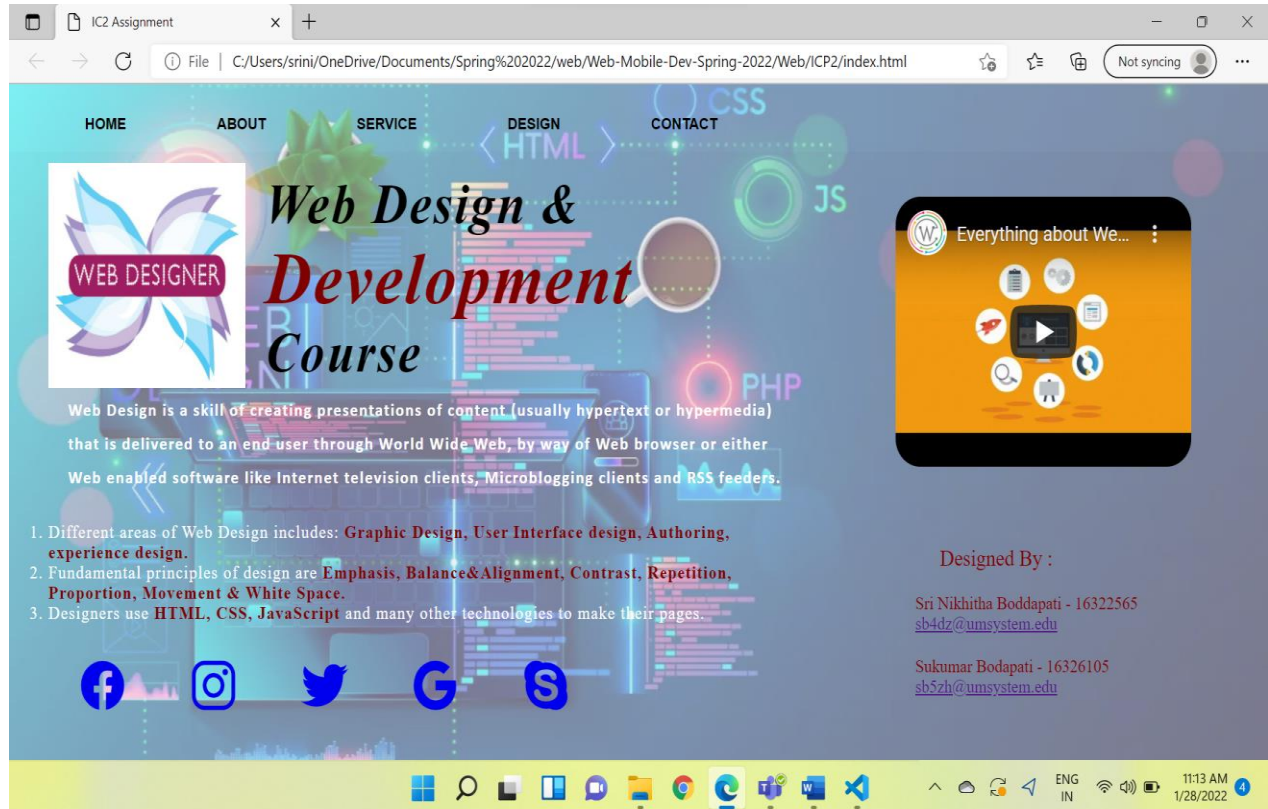 IC2 Assignment
File | C:/Users/srini/OneDrive/Documents/Spring%202022/web/Web-Mobile-Dev-Spring-2022/Web/ICP2/index.html
Not syncing
HOME ABOUT SERVICE DESIGN CONTACT
CSS
HTML
JS
PHP
WEB DESIGNER
Web Design &
Development
Course
Web Design is a skill of creating presentations of content (usually hypertext or hypermedia)
that is delivered to an end user through World Wide Web, by way of Web browser or either
Web enabled software like Internet television clients, Microblogging clients and RSS feeders.
1. Different areas of Web Design includes: Graphic Design, User Interface design, Authoring,
experience design.
2. Fundamental principles of design are Emphasis, Balance&Alignment, Contrast, Repetition,
Proportion, Movement & White Space.
3. Designers use HTML, CSS, JavaScript and many other technologies to make their pages.
W.
Everything about We...
Designed By :
Sri Nikhitha Boddapati - 16322565
sb4dz@umsystem.edu
Sukumar Bodapati - 16326105
sb5zh@umsystem.edu
ENG
IN
11:13 AM
1/28/2022
4